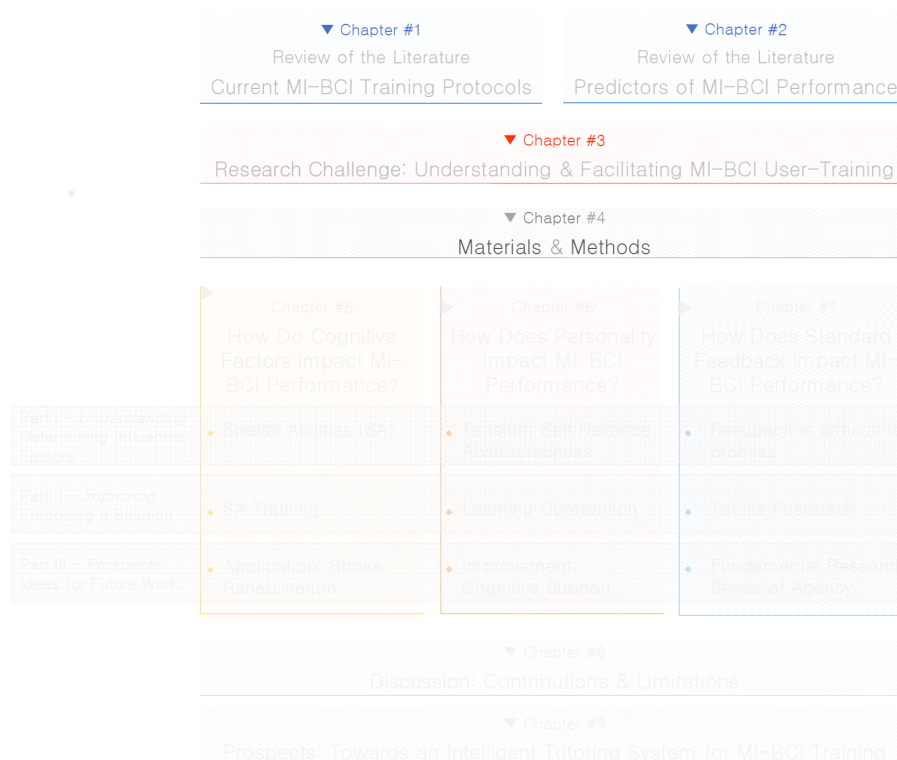 ▼ Chapter #1
Review of the Literature
Current MI-BCI Training Protocols
▼ Chapter #2
Review of the Literature
Predictors of MI-BCI Performance
▼ Chapter #3
Research Challenge: Understanding & Facilitating MI-BCI User-Training
▼ Chapter #4
Materials & Methods
Chapter #5
How Do Cognitive
Factors Impact MI-
BCI Performance?
Chapter #6
How Does Personality
Impact MI-BCI
Performance?
Chapter #7
How Does Standard
Feedback Impact MI-
BCI Performance?
Part I - Understanding
Determining Influential
Factors
• Spatial Abilities (SA)
• Tension, Self Reliance,
Abstractedness
• Feedback is difficult to
process
Part II - Improving
Proposing a Solution
• SA Training
• Learning Companion
• Tactile Feedback
Part III - Prospects
Ideas for Future Work
• Application: Stroke
Rehabilitation
• Improvement:
Cognitive Support
• Fundamental Research
Sense of Agency
▼ Chapter #8
Discussion: Contributions & Limitations
▼ Chapter #9
Prospects: Towards an Intelligent Tutoring System for MI-BCI Training